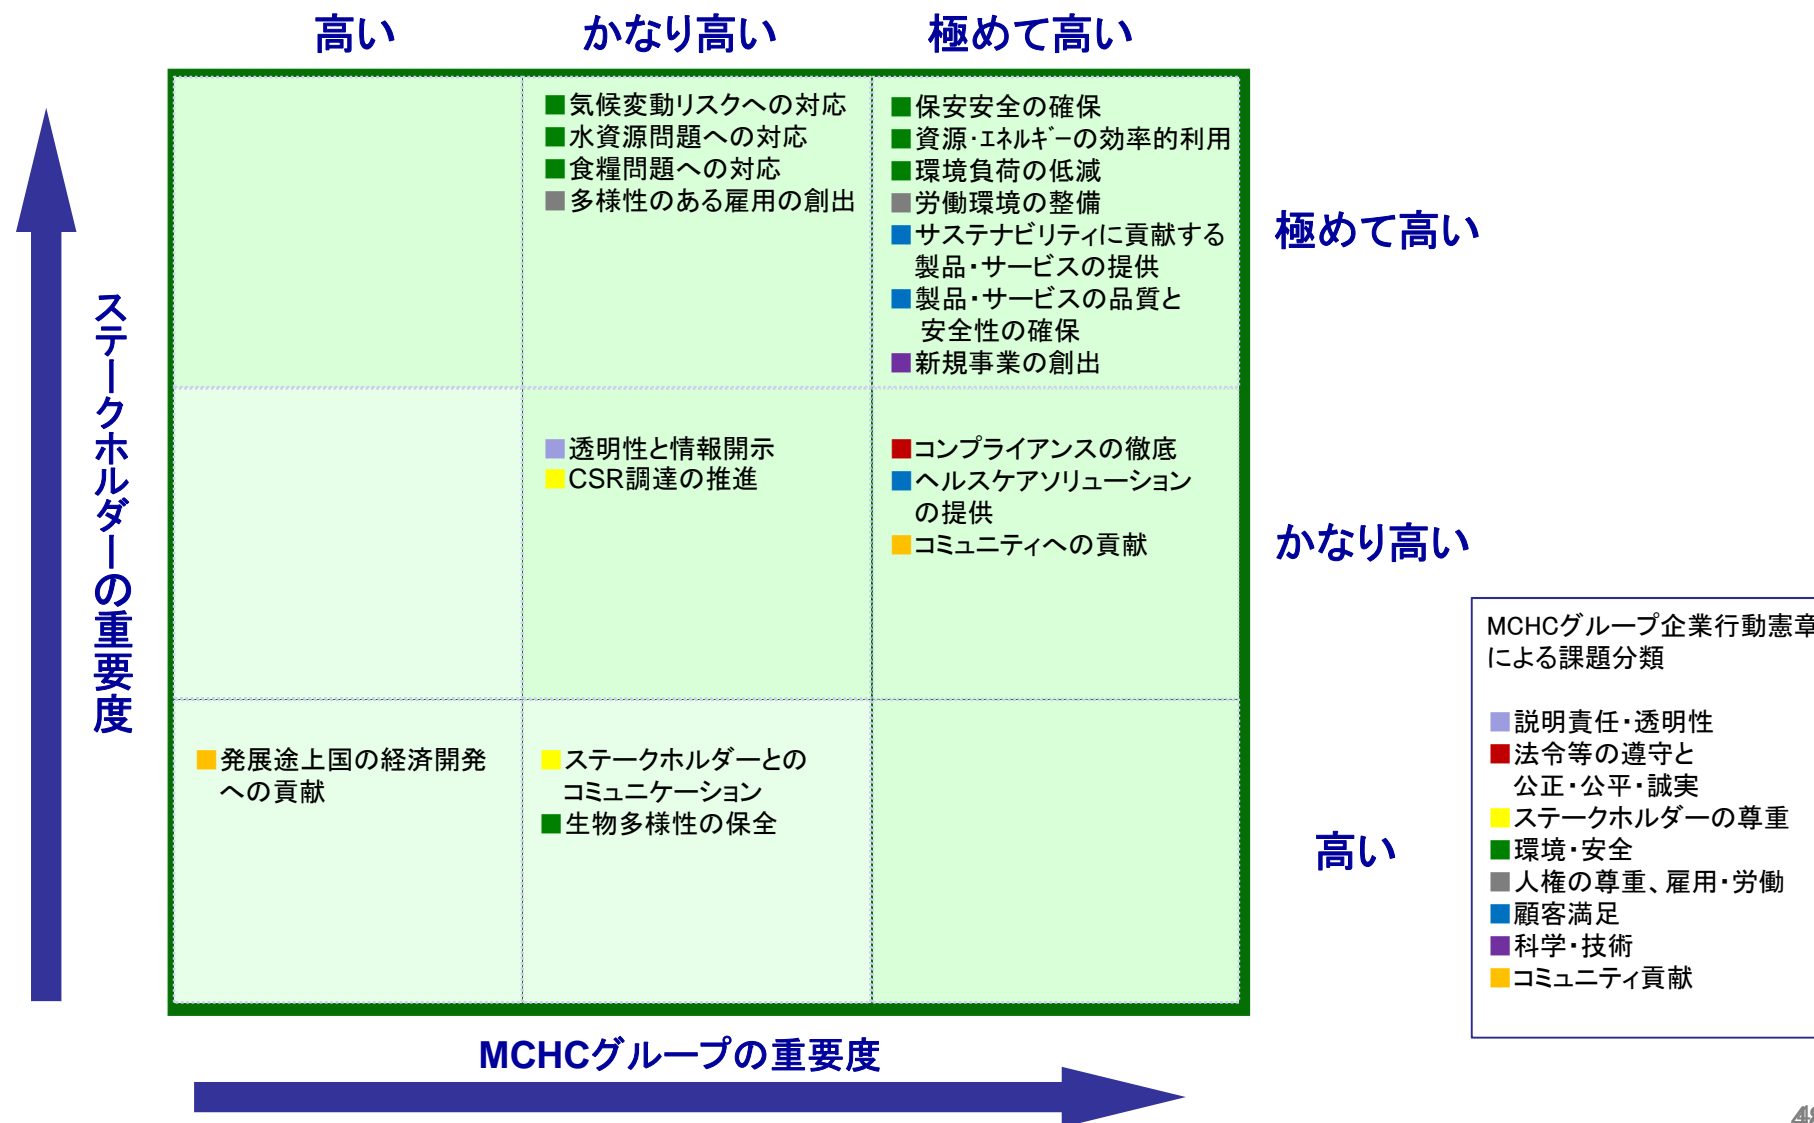 高い
かなり高い
極めて高い
■気候変動リスクへの対応
■水資源問題への対応
■食糧問題への対応
■多様性のある雇用の創出
■保安安全の確保
■資源・ｴﾈﾙｷﾞｰの効率的利用
■環境負荷の低減
■労働環境の整備
■サステナビリティに貢献する
製品・サービスの提供
■製品・サービスの品質と
安全性の確保
■新規事業の創出
極めて高い
ステークホルダーの重要度
■透明性と情報開示
■CSR調達の推進
■コンプライアンスの徹底
■ヘルスケアソリューション
の提供
■コミュニティへの貢献
かなり高い
■発展途上国の経済開発
への貢献
■ステークホルダーとの
コミュニケーション
■生物多様性の保全
高い
MCHCグループの重要度
MCHCグループ企業行動憲章
による課題分類
■説明責任・透明性
■法令等の遵守と
公正・公平・誠実
■ステークホルダーの尊重
■環境・安全
■人権の尊重、雇用・労働
■顧客満足
■科学・技術
■コミュニティ貢献